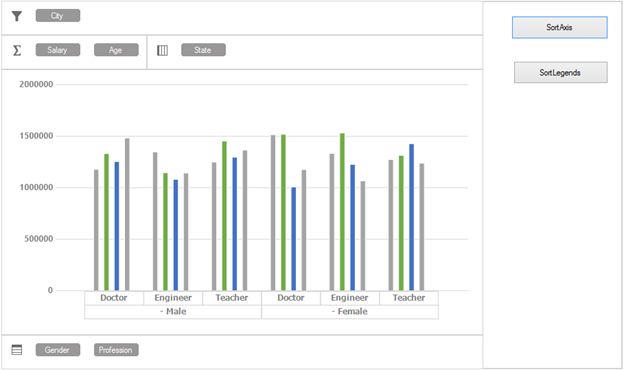 City
SortAxis
Σ Salary Age State
SortLegends
2000000
1500000
1000000
500000
0
Doctor Engineer Teacher Doctor Engineer Teacher
- Male - Female
Gender Profession